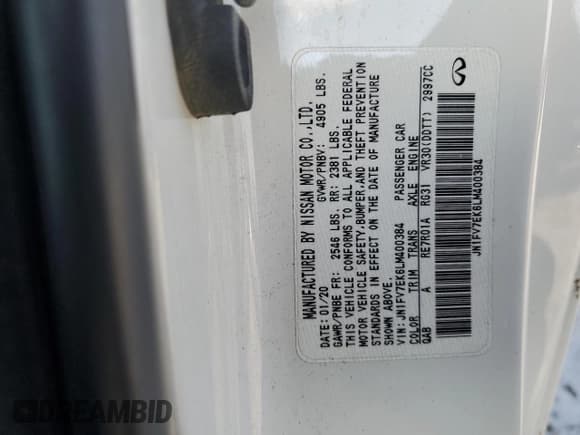 MANUFACTURED BY NISSAN MOTOR CO.,LTD.
DATE: 01/20 GVWR/PNBV: 4905 LBS.
GAWR/PNBE FR: 2546 LBS. RR: 2381 LBS.
THIS VEHICLE CONFORMS TO ALL APPLICABLE FEDERAL
MOTOR VEHICLE SAFETY, BUMPER, AND THEFT PREVENTION
STANDARDS IN EFFECT ON THE DATE OF MANUFACTURE
SHOWN ABOVE.
VIN: JN1FV7EK6LM400384 PASSENGER CAR
COLOR TRIM TRANS AXLE ENGINE
QAB A RE7R01A RG31 VR30(DDTT) 2997CC
JN1FV7EK6LM400384
DREAMBID